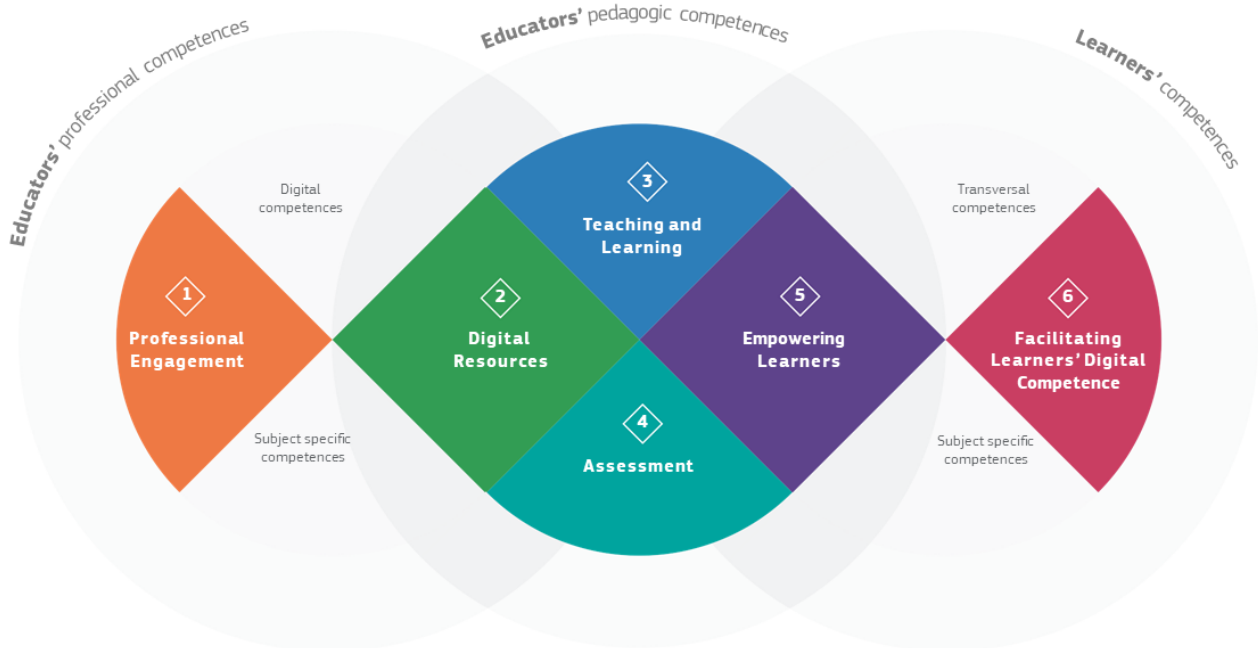 Educators' professional competences
Educators' pedagogic competences
Learners' competences
Digital
competences
Subject specific
competences
1
Professional
Engagement
2
Digital
Resources
3
Teaching and
Learning
4
Assessment
5
Empowering
Learners
Transversal
competences
Subject specific
competences
6
Facilitating
Learners' Digital
Competence